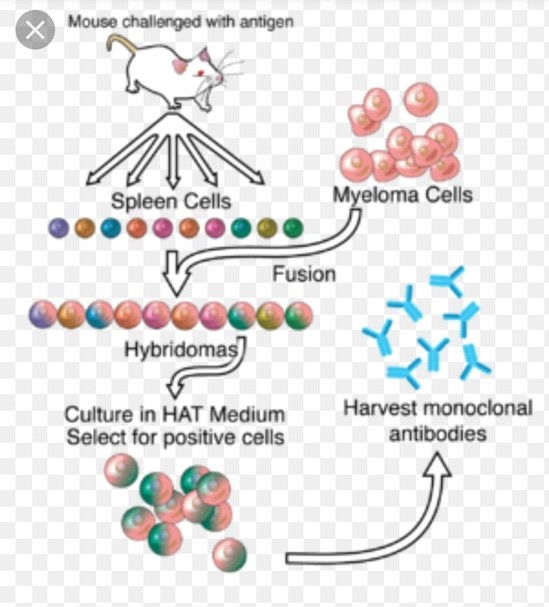 Mouse challenged with antigen
Spleen Cells
Myeloma Cells
Fusion
Hybridomas
Culture in HAT Medium
Select for positive cells
Harvest monoclonal
antibodies